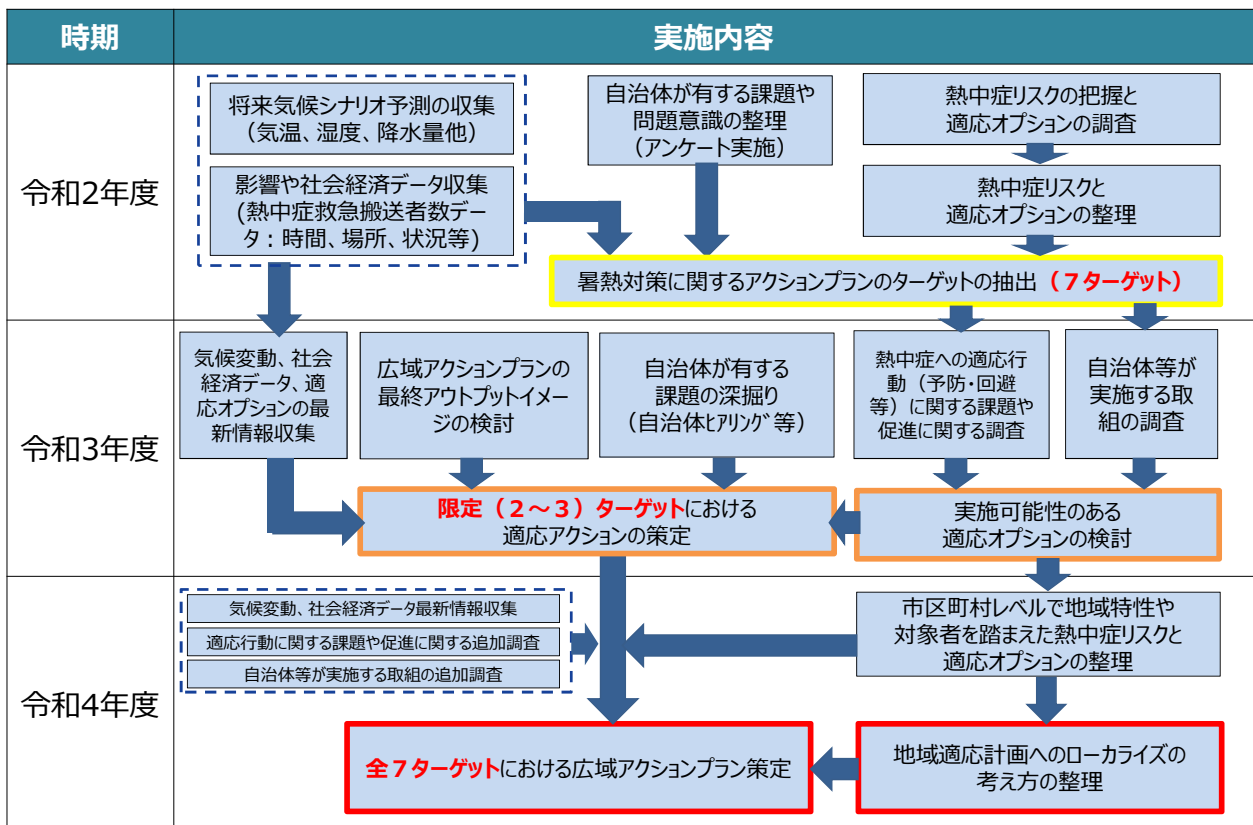 時期
実施内容
令和2年度
将来気候シナリオ予測の収集
(気温、湿度、降水量他)
影響や社会経済データ収集
(熱中症救急搬送者数デー
タ：時間、場所、状況等)
自治体が有する課題や
問題意識の整理
(アンケート実施)
熱中症リスクの把握と
適応オプションの調査
熱中症リスクと
適応オプションの整理
暑熱対策に関するアクションプランのターゲットの抽出(7ターゲット)
令和3年度
気候変動、社会
経済データ、適
応オプションの最
新情報収集
広域アクションプランの
最終アウトプットイメー
ジの検討
自治体が有する
課題の深掘り
(自治体ﾋｱﾘﾝｸﾞ等)
熱中症への適応行
動(予防・回避
等)に関する課題や
促進に関する調査
自治体等が
実施する取
組の調査
限定(2～3)ターゲットにおける
適応アクションの策定
実施可能性のある
適応オプションの検討
令和4年度
気候変動、社会経済データ最新情報収集
適応行動に関する課題や促進に関する追加調査
自治体等が実施する取組の追加調査
市区町村レベルで地域特性や
対象者を踏まえた熱中症リスクと
適応オプションの整理
全7ターゲットにおける広域アクションプラン策定
地域適応計画へのローカライズの
考え方の整理